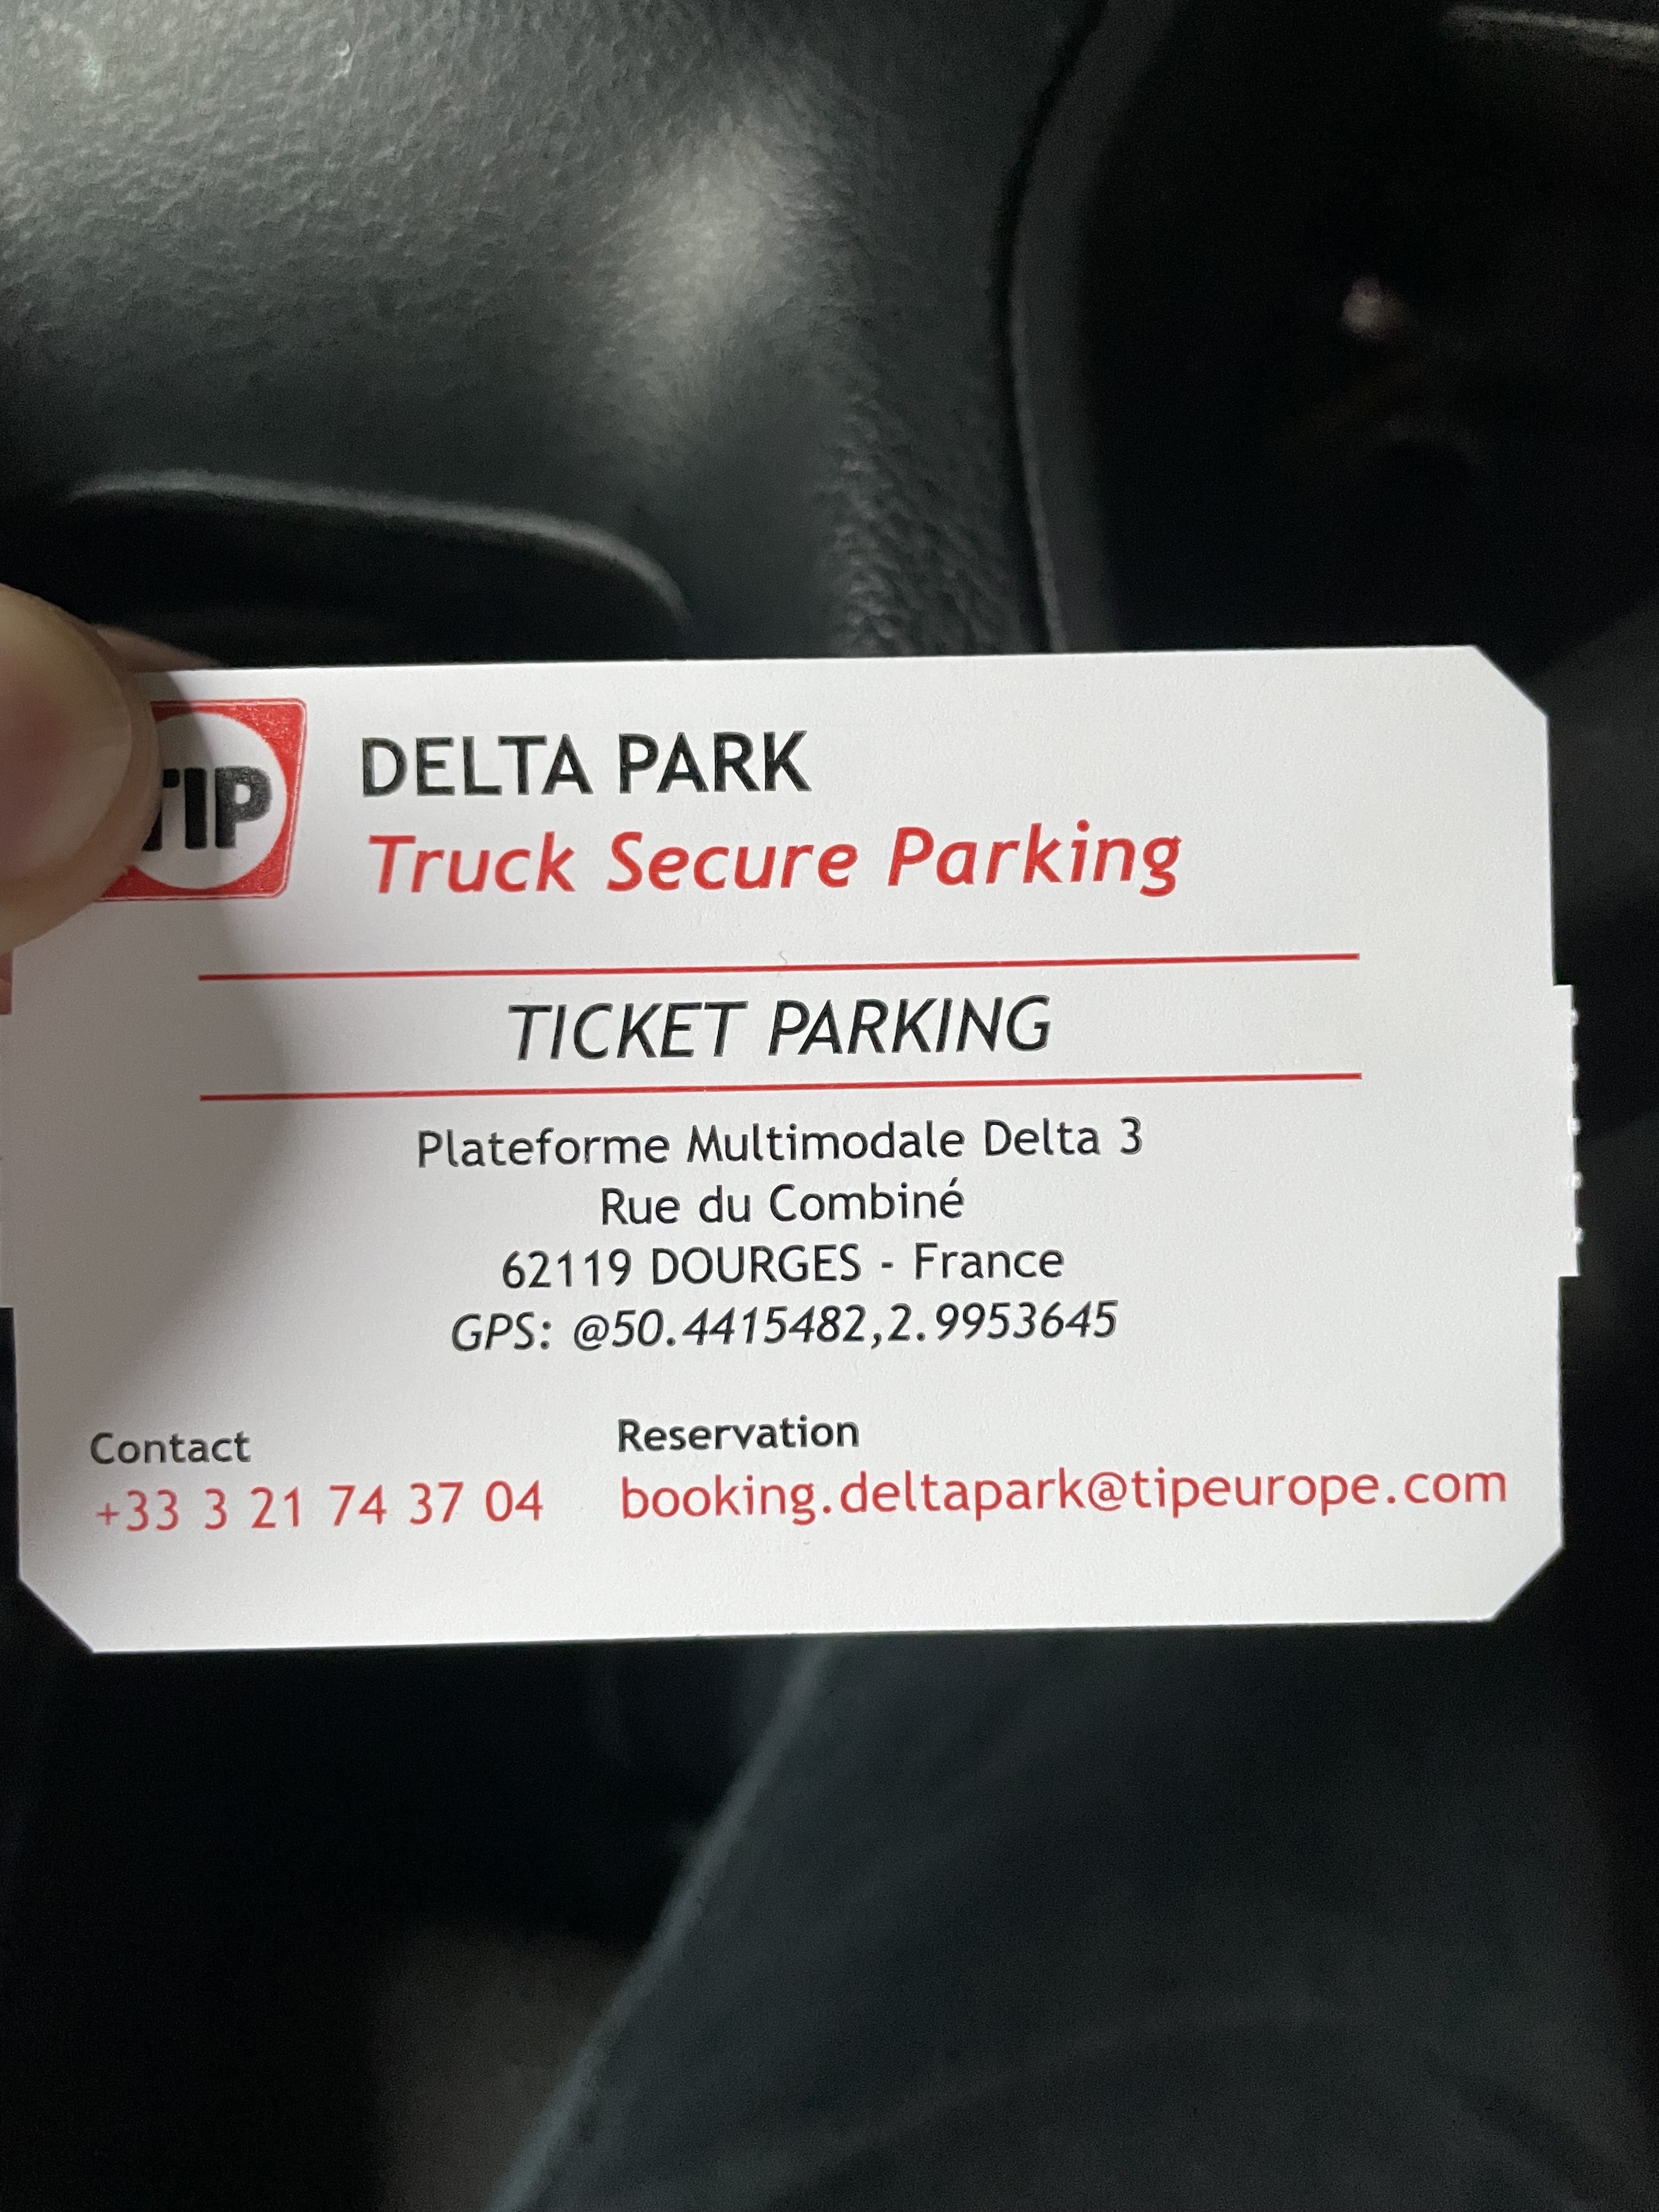 TIP
DELTA PARK
Truck Secure Parking
TICKET PARKING
Plateforme Multimodale Delta 3
Rue du Combiné
62119 DOURGES - France
GPS: @50.4415482,2.9953645
Contact
+33 3 21 74 37 04
Reservation
booking.deltapark@tipeurope.com